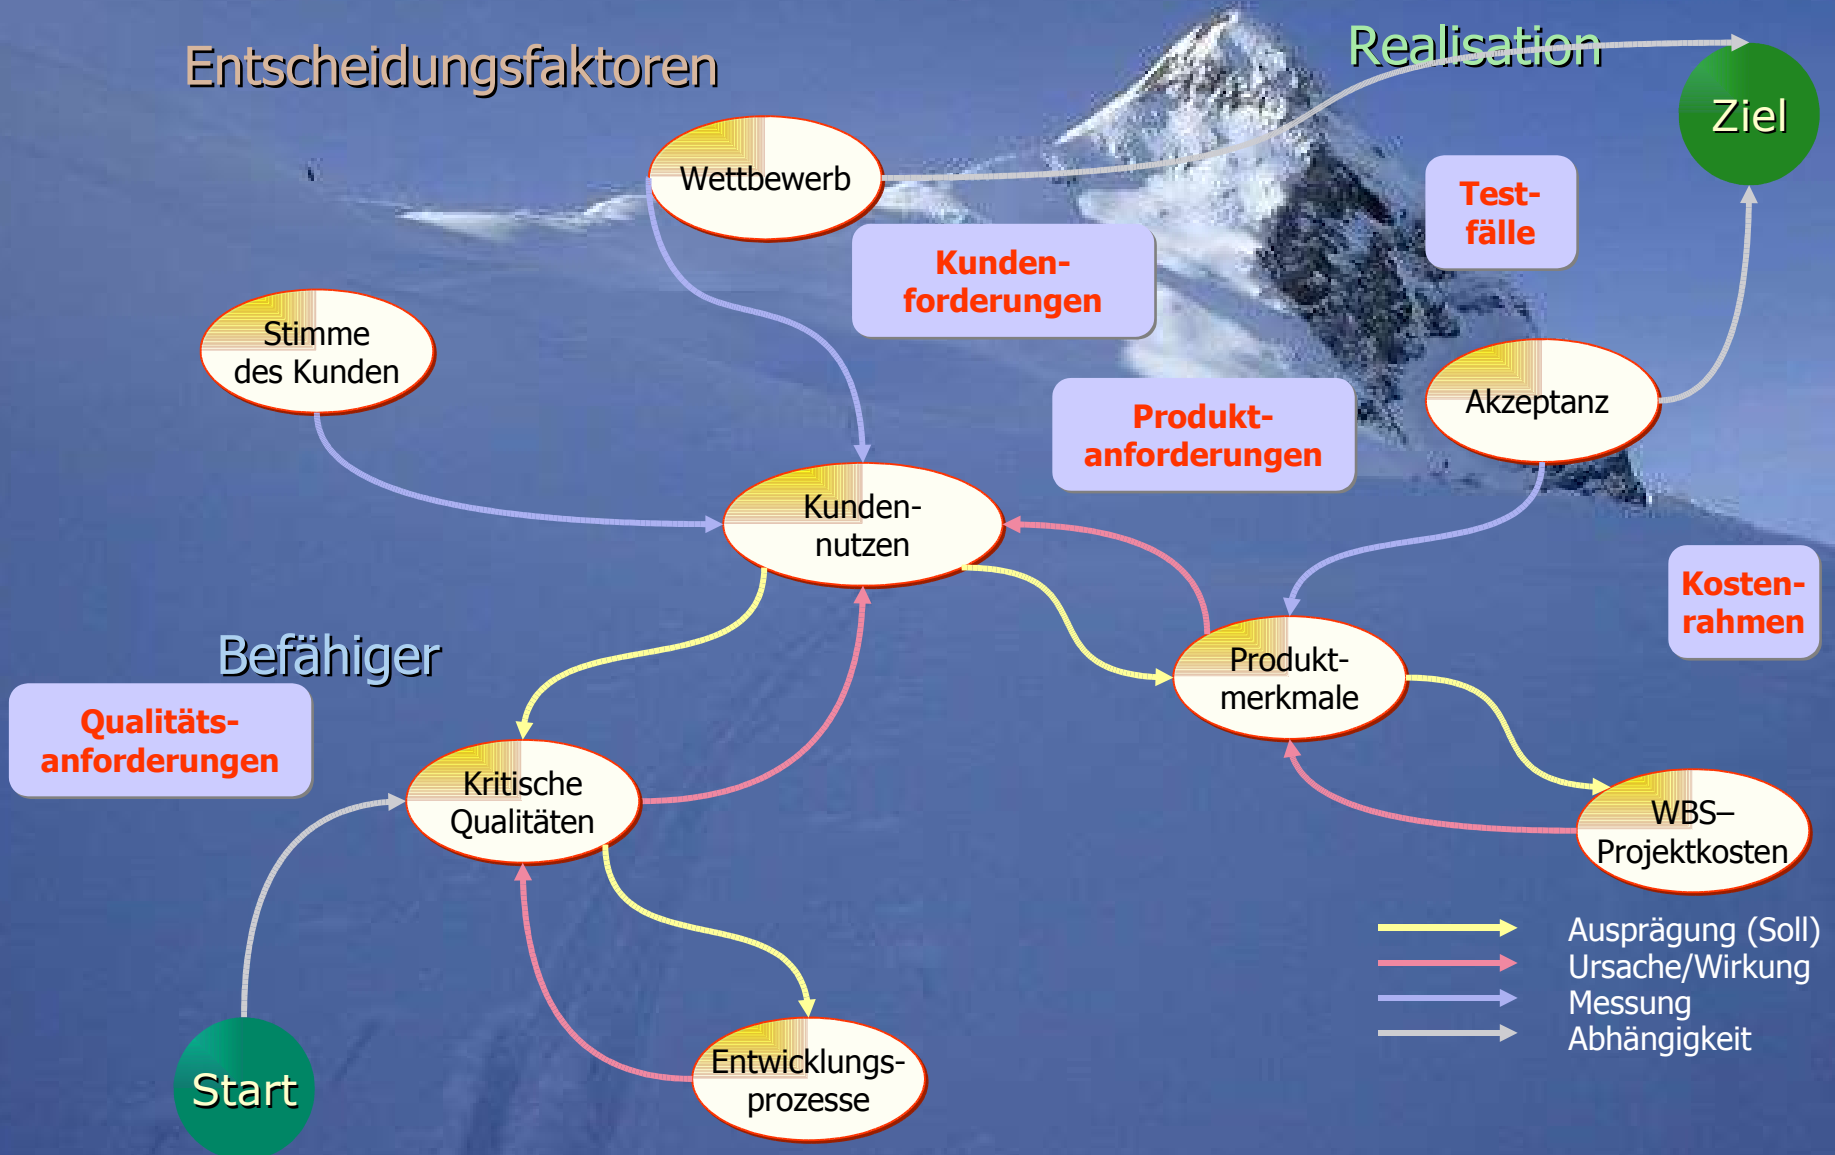 Entscheidungsfaktoren
Realisation
Ziel
Wettbewerb
Test-
fälle
Kunden-
forderungen
Stimme
des Kunden
Akzeptanz
Produkt-
anforderungen
Kunden-
nutzen
Kosten-
rahmen
Befähiger
Produkt-
merkmale
Qualitäts-
anforderungen
Kritische
Qualitäten
WBS–
Projektkosten
Ausprägung (Soll)
Ursache/Wirkung
Messung
Abhängigkeit
Entwicklungs-
prozesse
Start